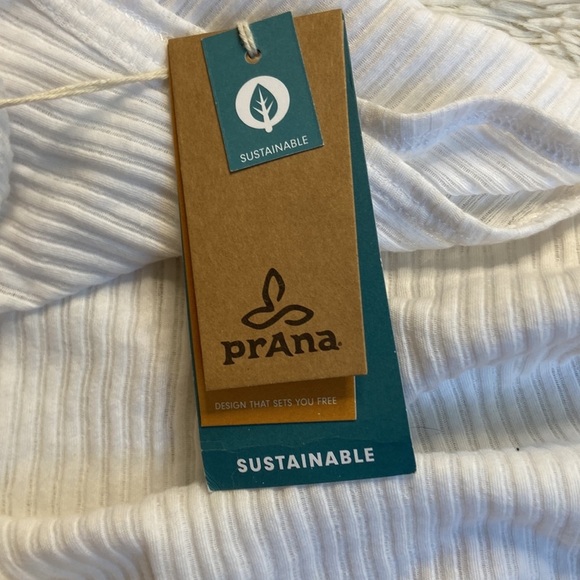 SUSTAINABLE
prAna
DESIGN THAT SETS YOU FREE
SUSTAINABLE